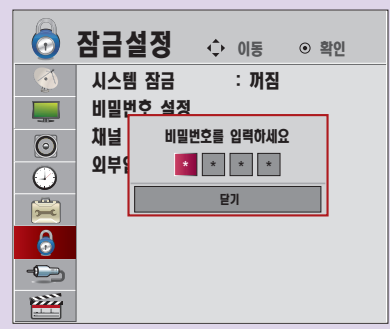 잠금설정 이동 확인
시스템 잠금 : 꺼짐
비밀번호 설정
채널
외부
비밀번호를 입력하세요
* * * *
닫기